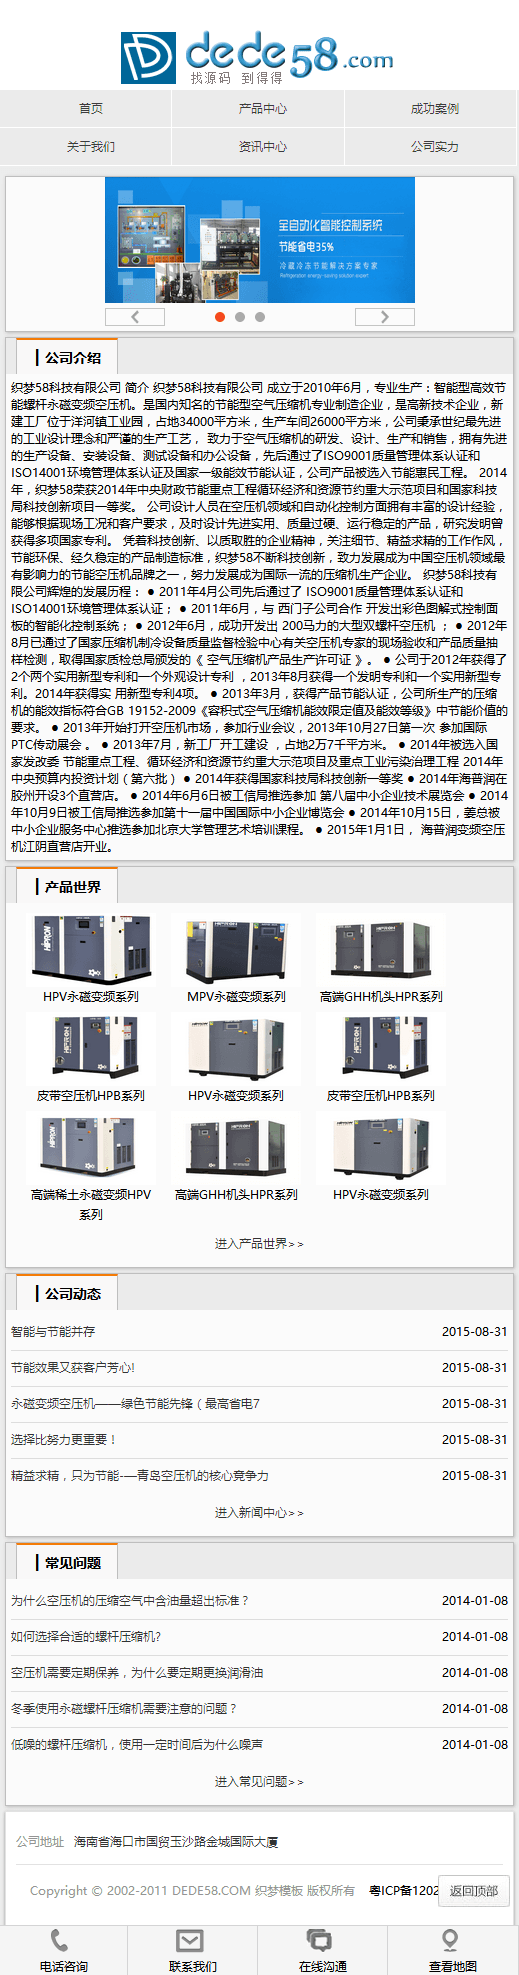 dede58.com
找源码 到得得
首页 产品中心 成功案例
关于我们 资讯中心 公司实力
全自动化智能控制系统
节能省电35%
冷藏冷冻节能解决方案专家
Refrigeration energy-saving solution expert
公司介绍
织梦58科技有限公司 简介 织梦58科技有限公司 成立于2010年6月，专业生产：智能型高效节
能螺杆永磁变频空压机。是国内知名的节能型空气压缩机专业制造企业，是高新技术企业，新
建工厂位于洋河镇工业园，占地34000平方米，生产车间26000平方米，公司秉承世纪最先进
的工业设计理念和严谨的生产工艺， 致力于空气压缩机的研发、设计、生产和销售，拥有先进
的生产设备、安装设备、测试设备和办公设备，先后通过了ISO9001质量管理体系认证和
ISO14001环境管理体系认证及国家一级能效节能认证，公司产品被选入节能惠民工程。 2014
年，织梦58荣获2014年中央财政节能重点工程循环经济和资源节约重大示范项目和国家科技
局科技创新项目一等奖。 公司设计人员在空压机领域和自动化控制方面拥有丰富的设计经验，
能够根据现场工况和客户要求，及时设计先进实用、质量过硬、运行稳定的产品，研究发明曾
获得多项国家专利。 凭着科技创新、以质取胜的企业精神，关注细节、精益求精的工作作风，
节能环保、经久稳定的产品制造标准，织梦58不断科技创新，致力发展成为中国空压机领域最
有影响力的节能空压机品牌之一，努力发展成为国际一流的压缩机生产企业。 织梦58科技有
限公司辉煌的发展历程： ● 2011年4月公司先后通过了 ISO9001质量管理体系认证和
ISO14001环境管理体系认证； ● 2011年6月，与 西门子公司合作 开发出彩色图解式控制面
板的智能化控制系统； ● 2012年6月，成功开发出 200马力的大型双螺杆空压机 ； ● 2012年
8月已通过了国家压缩机制冷设备质量监督检验中心有关空压机专家的现场验收和产品质量抽
样检测，取得国家质检总局颁发的《 空气压缩机产品生产许可证 》。 ● 公司于2012年获得了
2个两个实用新型专利和一个外观设计专利 ，2013年8月获得一个发明专利和一个实用新型专
利。2014年获得实 用新型专利4项。 ● 2013年3月，获得产品节能认证，公司所生产的压缩
机的能效指标符合GB 19152-2009《容积式空气压缩机能效限定值及能效等级》中节能价值的
要求。 ● 2013年开始打开空压机市场，参加行业会议，2013年10月27日第一次 参加国际
PTC传动展会 。 ● 2013年7月，新工厂开工建设 ，占地2万7千平方米。 ● 2014年被选入国
家发改委 节能重点工程、循环经济和资源节约重大示范项目及重点工业污染治理工程 2014年
中央预算内投资计划（第六批） ● 2014年获得国家科技局科技创新一等奖 ● 2014年海普润在
胶州开设3个直营店。 ● 2014年6月6日被工信局推选参加 第八届中小企业技术展览会 ● 2014
年10月9日被工信局推选参加第十一届中国国际中小企业博览会 ● 2014年10月15日，姜总被
中小企业服务中心推选参加北京大学管理艺术培训课程。 ● 2015年1月1日， 海普润变频空压
机江阴直营店开业。
产品世界
HPV永磁变频系列 MPV永磁变频系列 高端GHH机头HPR系列
皮带空压机HPB系列 HPV永磁变频系列 皮带空压机HPB系列
高端稀土永磁变频HPV 高端GHH机头HPR系列 HPV永磁变频系列
系列
进入产品世界>>
公司动态
智能与节能并存 2015-08-31
节能效果又获客户芳心! 2015-08-31
永磁变频空压机——绿色节能先锋（最高省电7 2015-08-31
选择比努力更重要！ 2015-08-31
精益求精，只为节能-—青岛空压机的核心竞争力 2015-08-31
进入新闻中心>>
常见问题
为什么空压机的压缩空气中含油量超出标准？ 2014-01-08
如何选择合适的螺杆压缩机? 2014-01-08
空压机需要定期保养，为什么要定期更换润滑油 2014-01-08
冬季使用永磁螺杆压缩机需要注意的问题？ 2014-01-08
低噪的螺杆压缩机，使用一定时间后为什么噪声 2014-01-08
进入常见问题>>
公司地址 海南省海口市国贸玉沙路金城国际大厦
Copyright © 2002-2011 DEDE58.COM 织梦模板 版权所有 粤ICP备1202
返回顶部
电话咨询 联系我们 在线沟通 查看地图